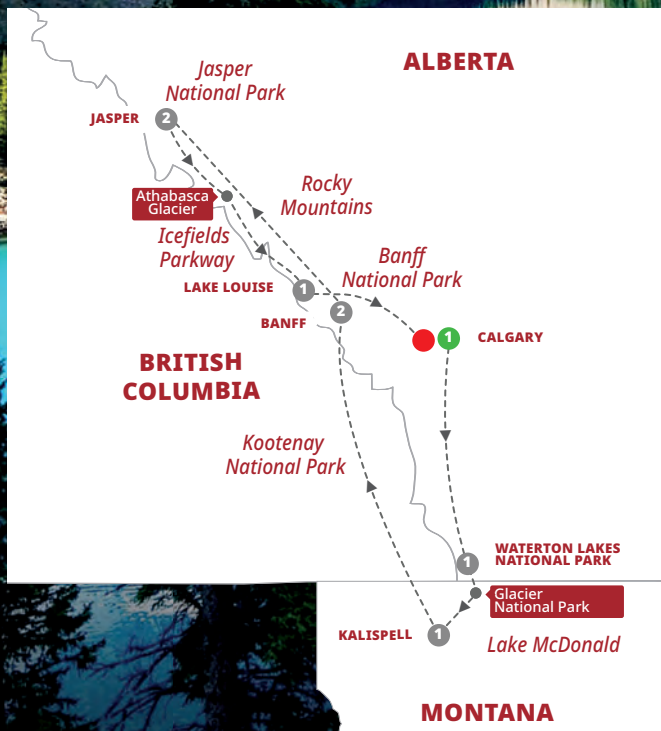 ALBERTA
Jasper
National Park
JASPER
2
Athabasca
Glacier
Rocky
Mountains
Icefields
Parkway
Banff
National Park
LAKE LOUISE
1
2
BANFF
1
CALGARY
BRITISH
COLUMBIA
Kootenay
National Park
1
WATERTON LAKES
NATIONAL PARK
Glacier
National Park
KALISPELL
1
Lake McDonald
MONTANA